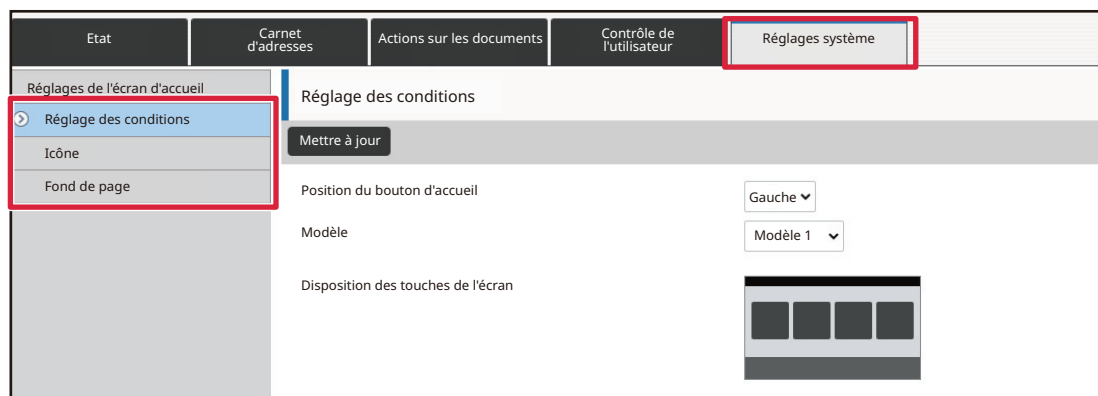 Etat
Carnet
d'adresses
Actions sur les documents
Contrôle de
l'utilisateur
Réglages système
Réglages de l'écran d'accueil
Réglage des conditions
Icône
Fond de page
Réglage des conditions
Mettre à jour
Position du bouton d'accueil
Gauche
Modèle
Modèle 1
Disposition des touches de l'écran